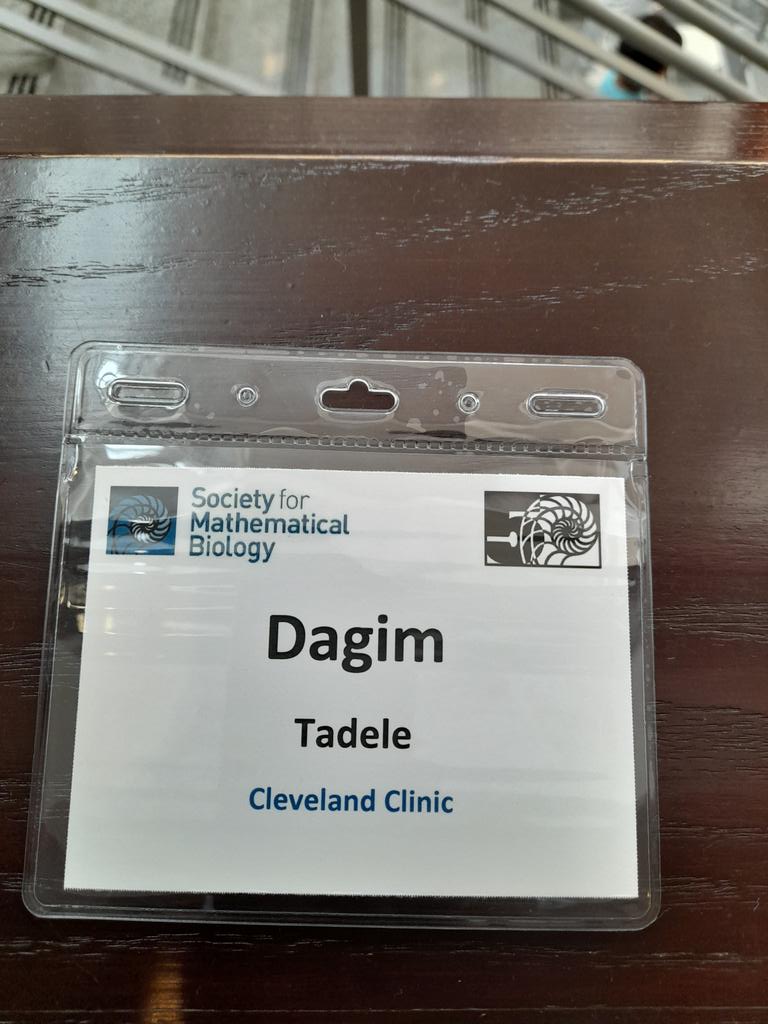 Society for
Mathematical
Biology
Dagim
Tadele
Cleveland Clinic